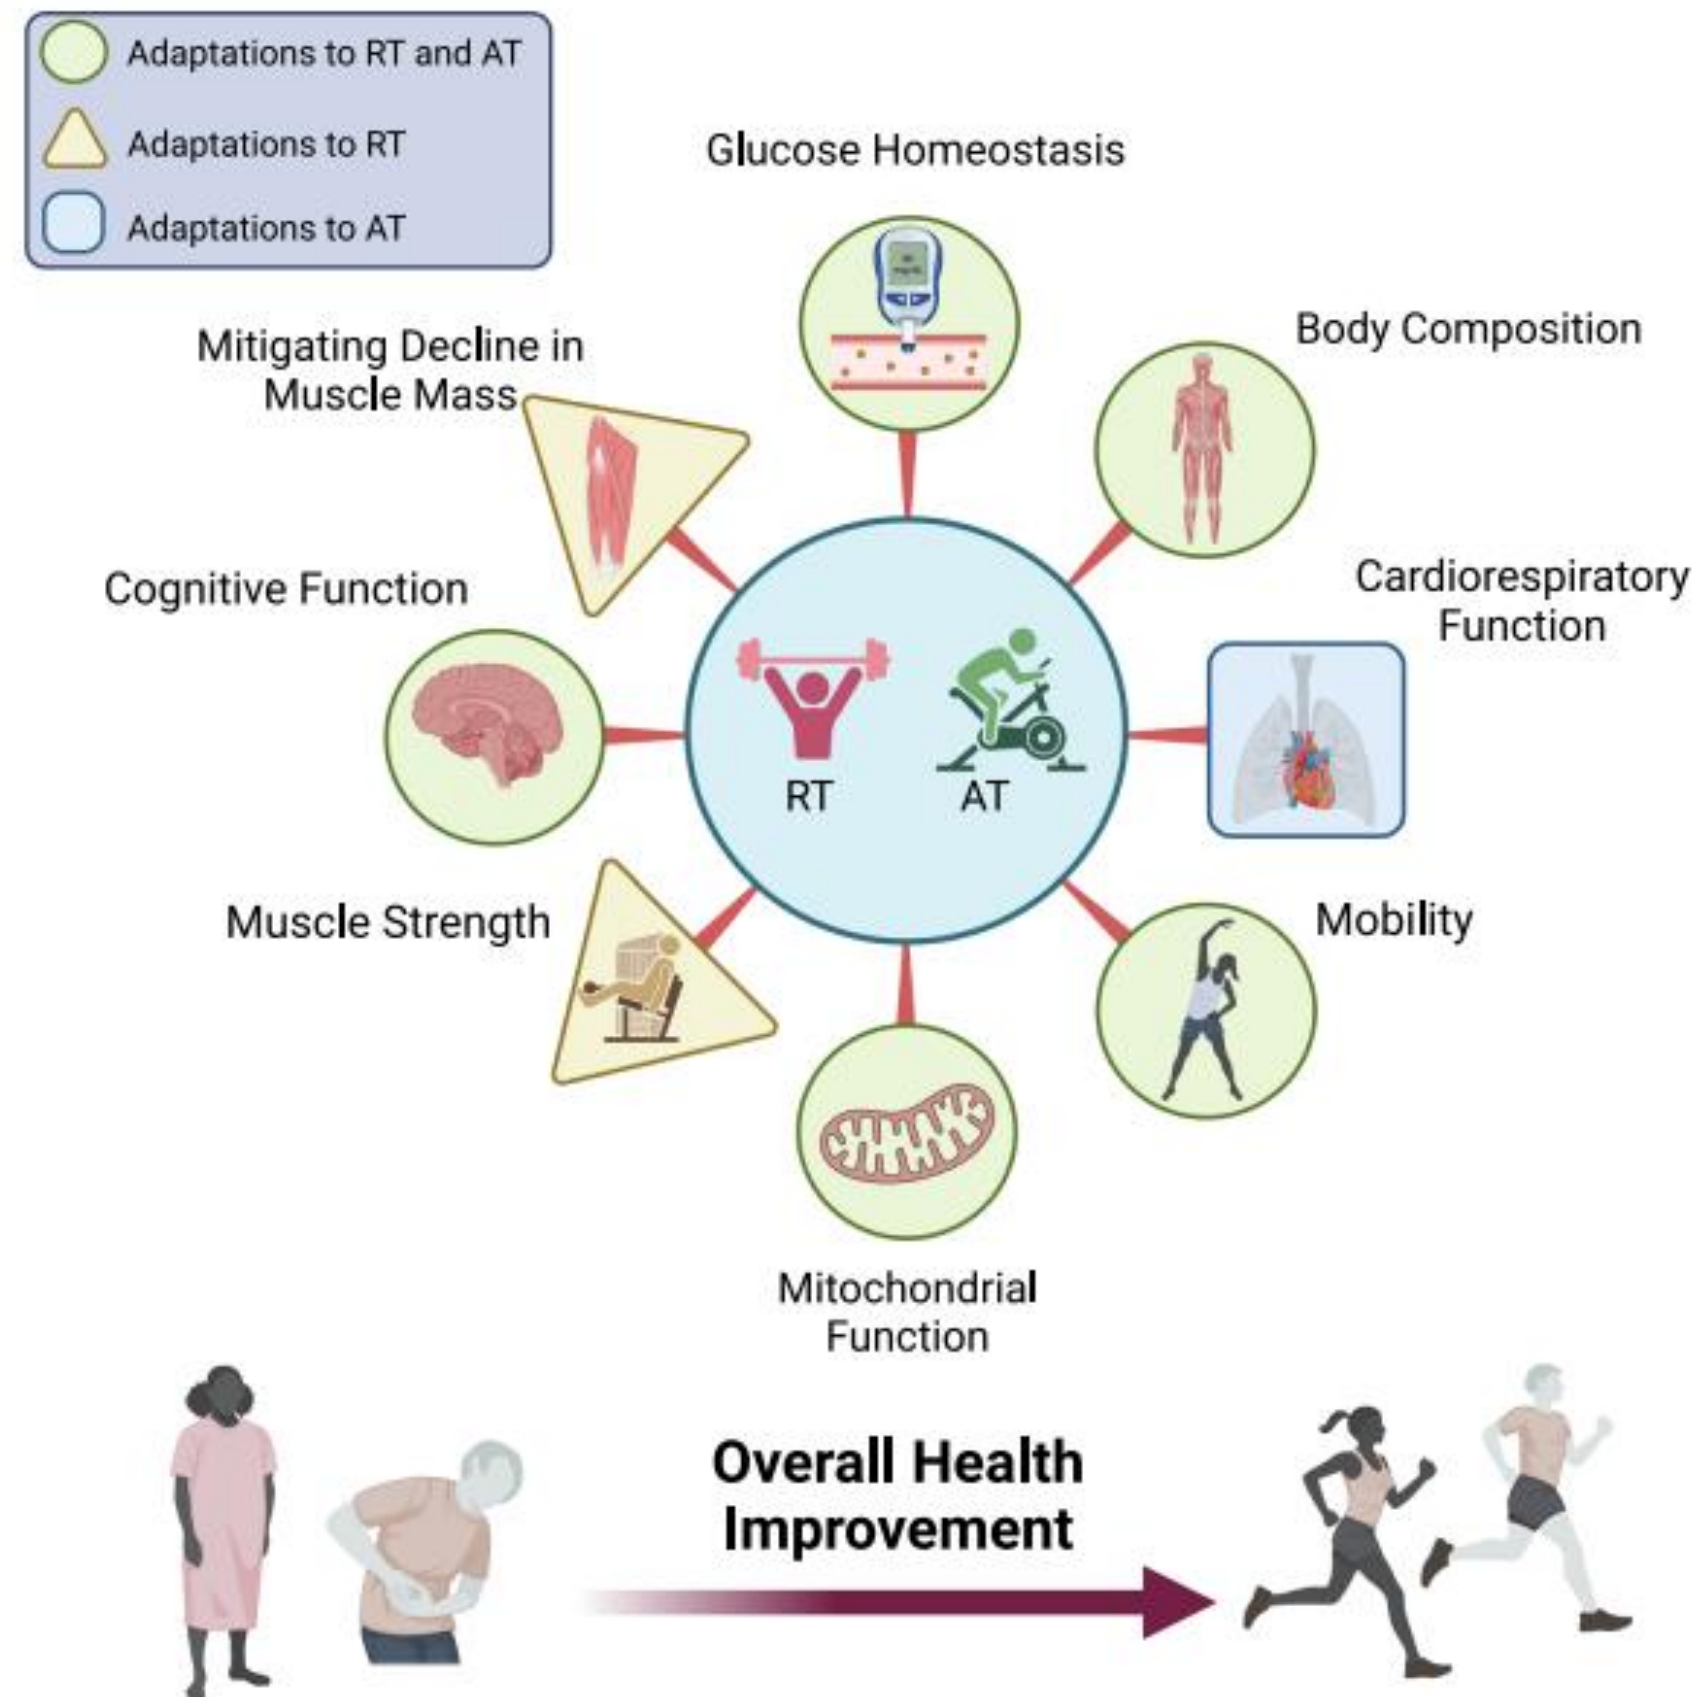 Adaptations to RT and AT
Adaptations to RT
Adaptations to AT
Glucose Homeostasis
Body Composition
Mitigating Decline in
Muscle Mass
Cardiorespiratory
Function
Cognitive Function
RT
AT
Muscle Strength
Mobility
Mitochondrial
Function
Overall Health
Improvement